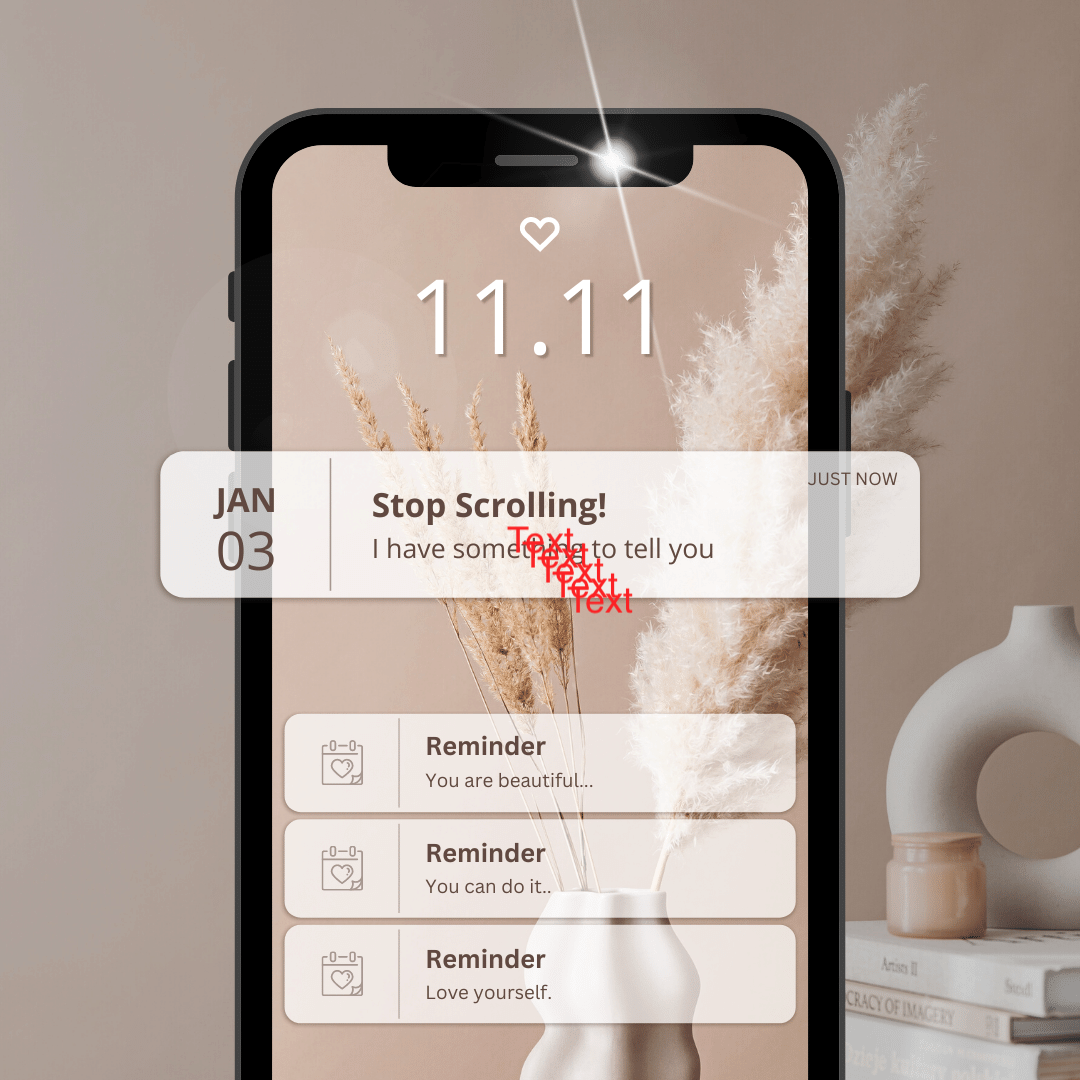 11.11
JUST NOW
JAN
03
Stop Scrolling!
I have something to tell you
Text
Text
Text
Text
Text
Reminder
You are beautiful...
Reminder
You can do it..
Reminder
Love yourself.
Artises II
CRACY OF IMAGERY